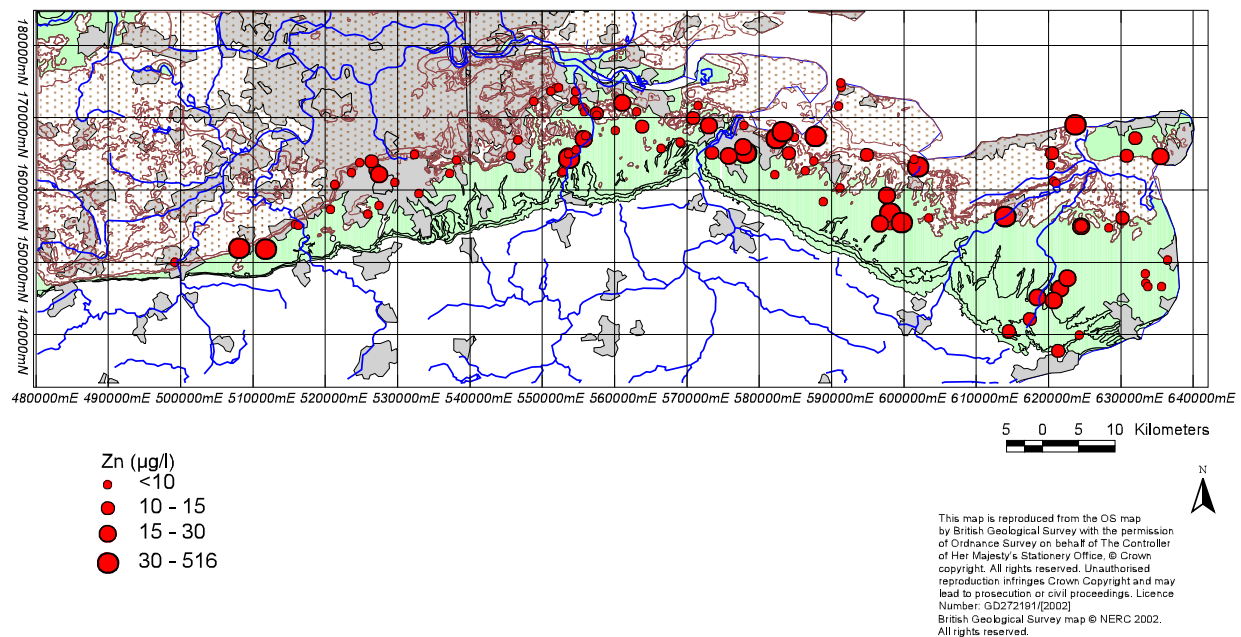 180000mN
170000mN
160000mN
150000mN
140000mN
480000mE 490000mE 500000mE 510000mE 520000mE 530000mE 540000mE 550000mE 560000mE 570000mE 580000mE 590000mE 600000mE 610000mE 620000mE 630000mE 640000mE
5 0 5 10 Kilometers
Zn (µg/l)
<10
10 - 15
15 - 30
30 - 516
N
This map is reproduced from the OS map
by British Geological Survey with the permission
of Ordnance Survey on behalf of The Controller
of Her Majesty's Stationery Office, © Crown
copyright. All rights reserved. Unauthorised
reproduction infringes Crown Copyright and may
lead to prosecution or civil proceedings. Licence
Number: GD272191/[2002]
British Geological Survey map © NERC 2002.
All rights reserved.